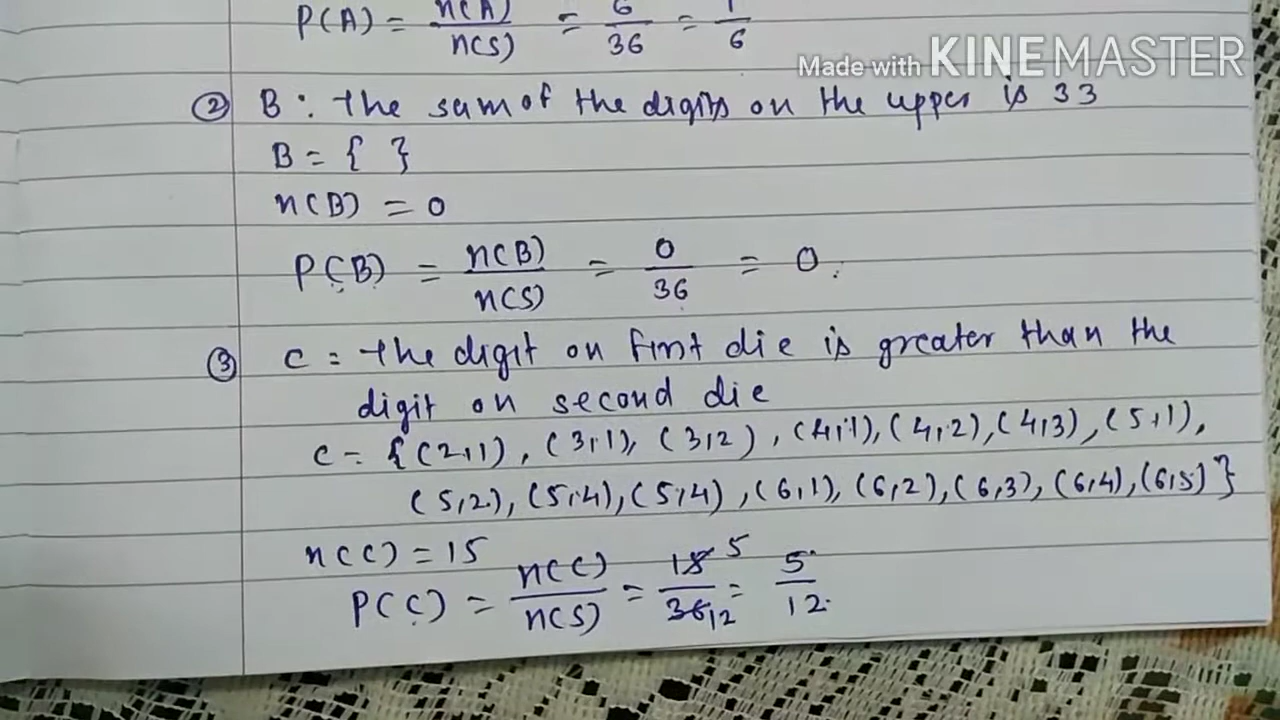 P(A) = n(A) / n(S) = 6 / 36 = 1 / 6
Made with KINEMASTER
② B : the sum of the digits on the upper is 33
B = { }
n(B) = 0
P(B) = n(B) / n(S) = 0 / 36 = 0.
③ C = the digit on first die is greater than the
digit on second die
C = {(2,1), (3,1), (3,2), (4,1), (4,2), (4,3), (5,1),
(5,2), (5,4), (5,4), (6,1), (6,2), (6,3), (6,4), (6,5)}
n(C) = 15
P(C) = n(C) / n(S) = 15 5 / 36 12 = 5 / 12.